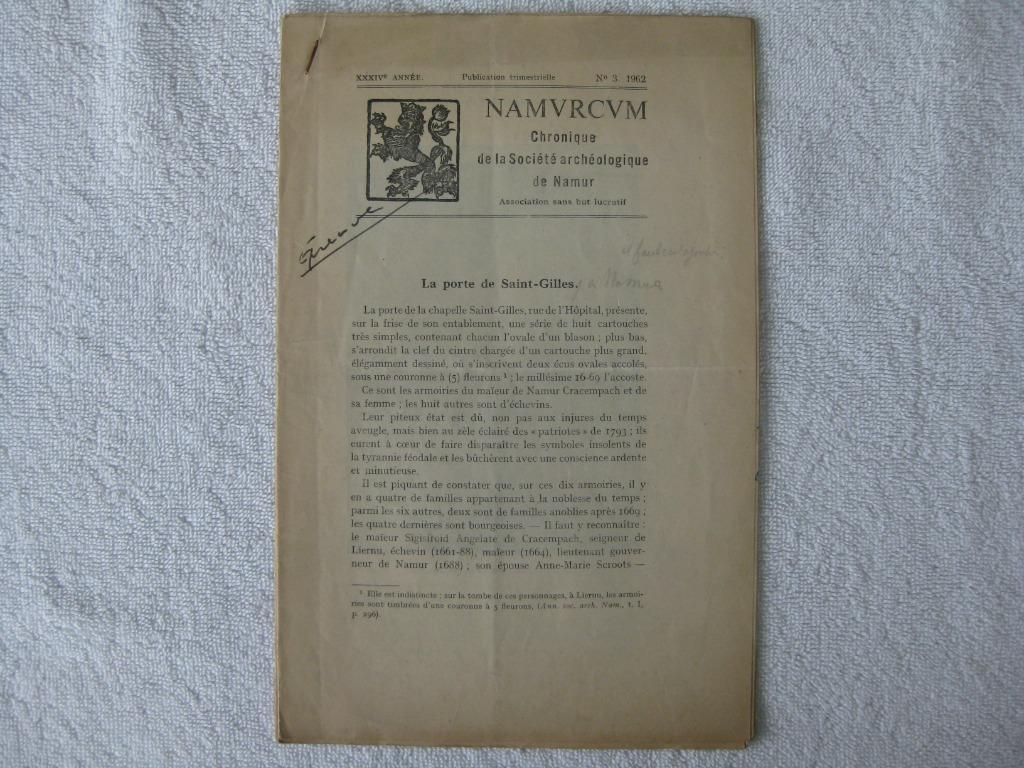 XXXIVe ANNÉE. Publication trimestrielle No 3. 1962
NAMVRCVM
Chronique
de la Société archéologique
de Namur
Association sans but lucratif
à Namur
La porte de Saint-Gilles.
La porte de la chapelle Saint-Gilles, rue de l'Hôpital, présente,
sur la frise de son entablement, une série de huit cartouches
très simples, contenant chacun l'ovale d'un blason ; plus bas,
s'arrondit la clef du cintre chargée d'un cartouche plus grand,
élégamment dessiné, où s'inscrivent deux écus ovales accolés,
sous une couronne à (5) fleurons ¹ ; le millésime 16-69 l'accoste.
Ce sont les armoiries du maïeur de Namur Cracempach et de
sa femme ; les huit autres sont d'échevins.
Leur piteux état est dû, non pas aux injures du temps
aveugle, mais bien au zèle éclairé des « patriotes » de 1793 ; ils
eurent à cœur de faire disparaître les symboles insolents de
la tyrannie féodale et les bûchèrent avec une conscience ardente
et minutieuse.
Il est piquant de constater que, sur ces dix armoiries, il y
en a quatre de familles appartenant à la noblesse du temps ;
parmi les six autres, deux sont de familles anoblies après 1669 ;
les quatre dernières sont bourgeoises. — Il faut y reconnaître :
le maïeur Sigisfroid Angelate de Cracempach, seigneur de
Liernu, échevin (1661-88), maïeur (1664), lieutenant gouver-
neur de Namur (1688) ; son épouse Anne-Marie Scroots —
¹ Elle est indistincte ; sur la tombe de ces personnages, à Liernu, les armoi-
ries sont timbrées d'une couronne à 5 fleurons, (Ann. soc. arch. Nam., t. I,
p. 296).